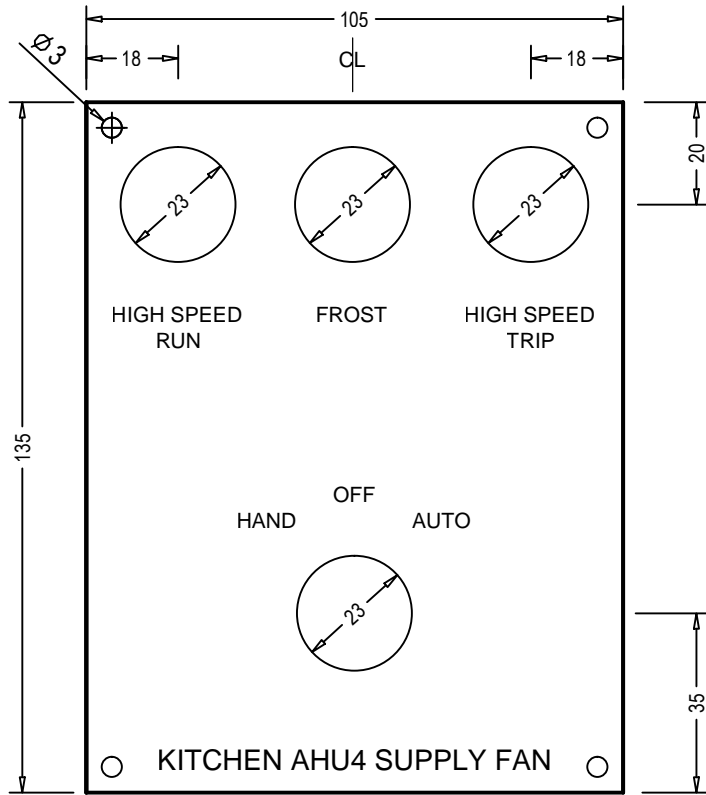 105
18
CL
18
Ø3
20
23
23
23
HIGH SPEED
RUN
FROST
HIGH SPEED
TRIP
135
OFF
HAND
AUTO
23
35
KITCHEN AHU4 SUPPLY FAN